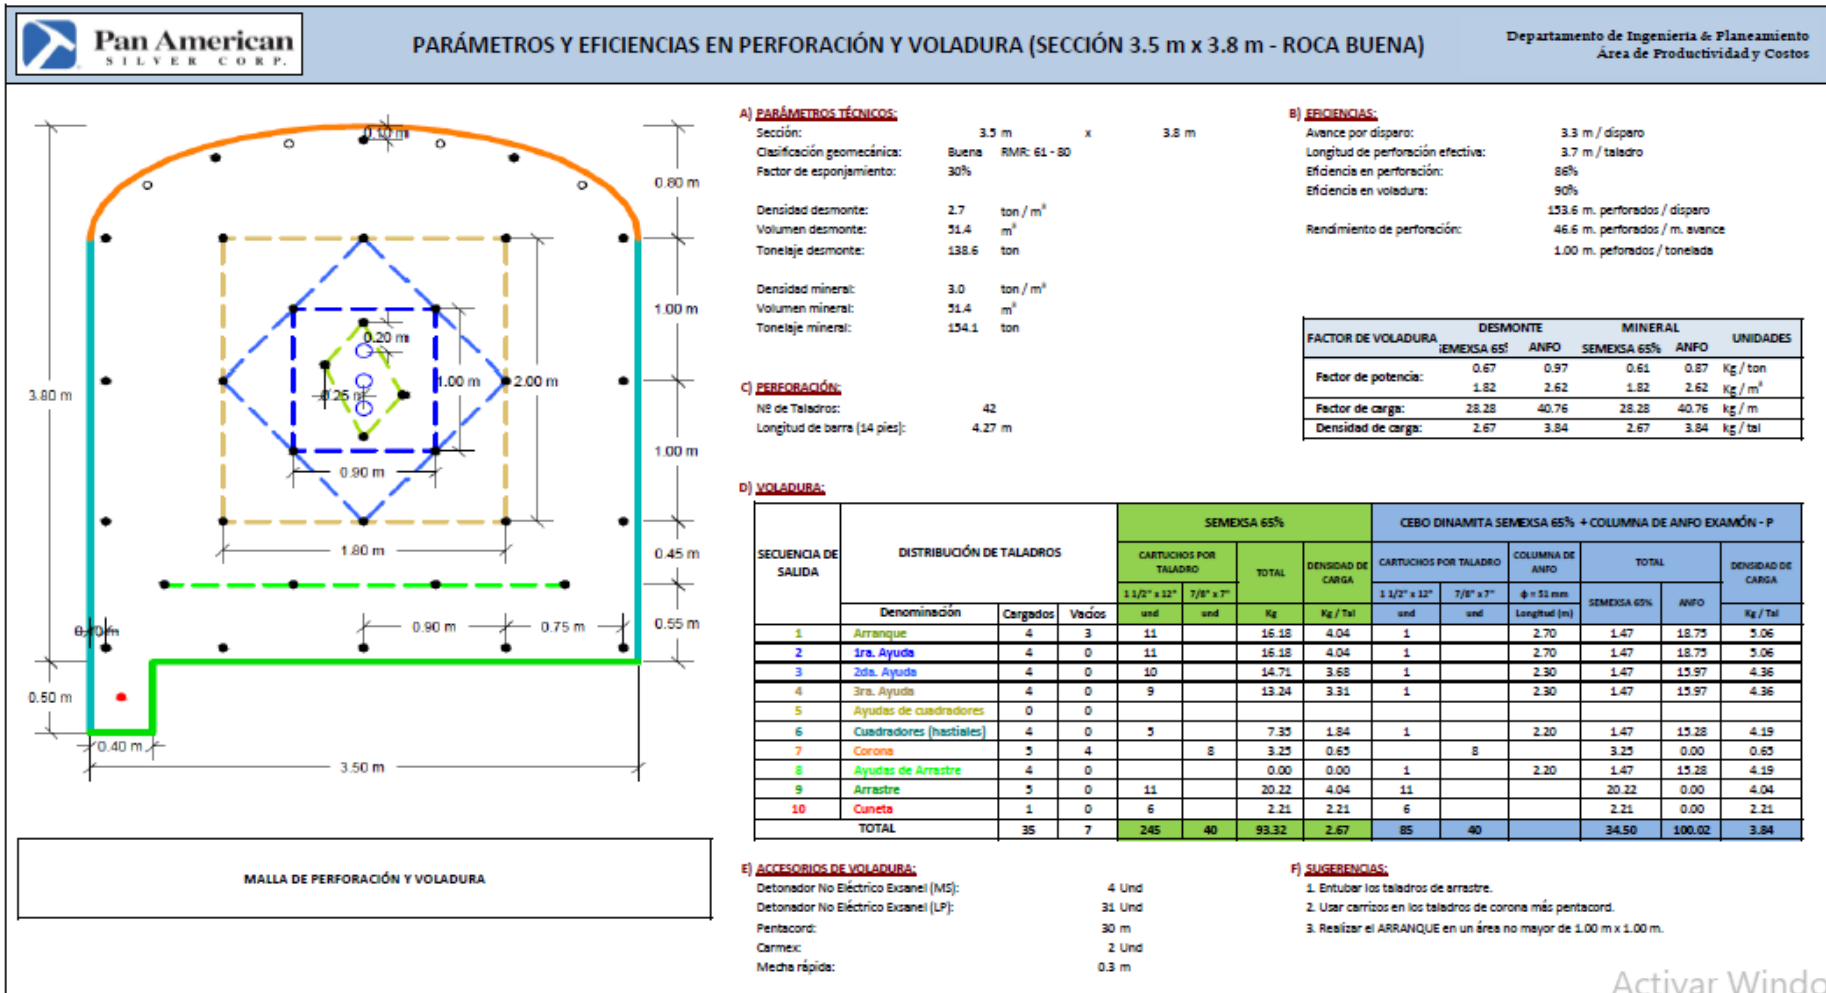 Pan American
SILVER CORP.
PARÁMETROS Y EFICIENCIAS EN PERFORACIÓN Y VOLADURA (SECCIÓN 3.5 m x 3.8 m - ROCA BUENA)
Departamento de Ingeniería & Planeamiento
Área de Productividad y Costos
0.10 m
0.80 m
1.00 m
0.20 m
3.80 m
0.25 m
1.00 m
2.00 m
1.00 m
0.90 m
1.80 m
0.45 m
0.10 m
0.90 m
0.75 m
0.55 m
0.50 m
0.40 m
3.50 m
MALLA DE PERFORACIÓN Y VOLADURA
A) PARÁMETROS TÉCNICOS:
Sección: 3.5 m x 3.8 m
Clasificación geomecánica: Buena RMR: 61 - 80
Factor de esponjamiento: 30%
Densidad desmonte: 2.7 ton / m³
Volumen desmonte: 51.4 m³
Tonelaje desmonte: 138.6 ton
Densidad mineral: 3.0 ton / m³
Volumen mineral: 51.4 m³
Tonelaje mineral: 154.1 ton
B) EFICIENCIAS:
Avance por disparo: 3.3 m / disparo
Longitud de perforación efectiva: 3.7 m / taladro
Eficiencia en perforación: 86%
Eficiencia en voladura: 90%
153.6 m. perforados / disparo
Rendimiento de perforación: 46.6 m. perforados / m. avance
1.00 m. peforados / tonelada
C) PERFORACIÓN:
Nº de Taladros: 42
Longitud de barra (14 pies): 4.27 m
FACTOR DE VOLADURA DESMONTE MINERAL UNIDADES
SEMEXSA 65% ANFO SEMEXSA 65% ANFO
Factor de potencia: 0.67 0.97 0.61 0.87 Kg / ton
1.82 2.62 1.82 2.62 Kg / m³
Factor de carga: 28.28 40.76 28.28 40.76 kg / m
Densidad de carga: 2.67 3.84 2.67 3.84 kg / tal
D) VOLADURA:
SECUENCIA DE SALIDA DISTRIBUCIÓN DE TALADROS SEMEXSA 65% CEBO DINAMITA SEMEXSA 65% + COLUMNA DE ANFO EXAMÓN - P
CARTUCHOS POR TALADRO TOTAL DENSIDAD DE CARGA CARTUCHOS POR TALADRO COLUMNA DE ANFO TOTAL DENSIDAD DE CARGA
1 1/2" x 12" 7/8" x 7" 1 1/2" x 12" 7/8" x 7" ɸ = 51 mm SEMEXSA 65% ANFO
Denominación Cargados Vacíos und und Kg Kg / Tal und und Longitud (m) Kg / Tal
1 Arranque 4 3 11 16.18 4.04 1 2.70 1.47 18.75 5.06
2 1ra. Ayuda 4 0 11 16.18 4.04 1 2.70 1.47 18.75 5.06
3 2da. Ayuda 4 0 10 14.71 3.68 1 2.30 1.47 15.97 4.36
4 3ra. Ayuda 4 0 9 13.24 3.31 1 2.30 1.47 15.97 4.36
5 Ayudas de cuadradores 0 0
6 Cuadradores (hastiales) 4 0 5 7.35 1.84 1 2.20 1.47 15.28 4.19
7 Corona 5 4 8 3.25 0.65 8 3.25 0.00 0.65
8 Ayudas de Arrastre 4 0 0.00 0.00 1 2.20 1.47 15.28 4.19
9 Arrastre 5 0 11 20.22 4.04 11 20.22 0.00 4.04
10 Cuneta 1 0 6 2.21 2.21 6 2.21 0.00 2.21
TOTAL 35 7 245 40 93.32 2.67 85 40 34.50 100.02 3.84
E) ACCESORIOS DE VOLADURA:
Detonador No Eléctrico Exsanel (MS): 4 Und
Detonador No Eléctrico Exsanel (LP): 31 Und
Pentacord: 30 m
Carmex: 2 Und
Mecha rápida: 0.3 m
F) SUGERENCIAS:
1. Entubar los taladros de arrastre.
2. Usar carrizos en los taladros de corona más pentacord.
3. Realizar el ARRANQUE en un área no mayor de 1.00 m x 1.00 m.
Activar Windo